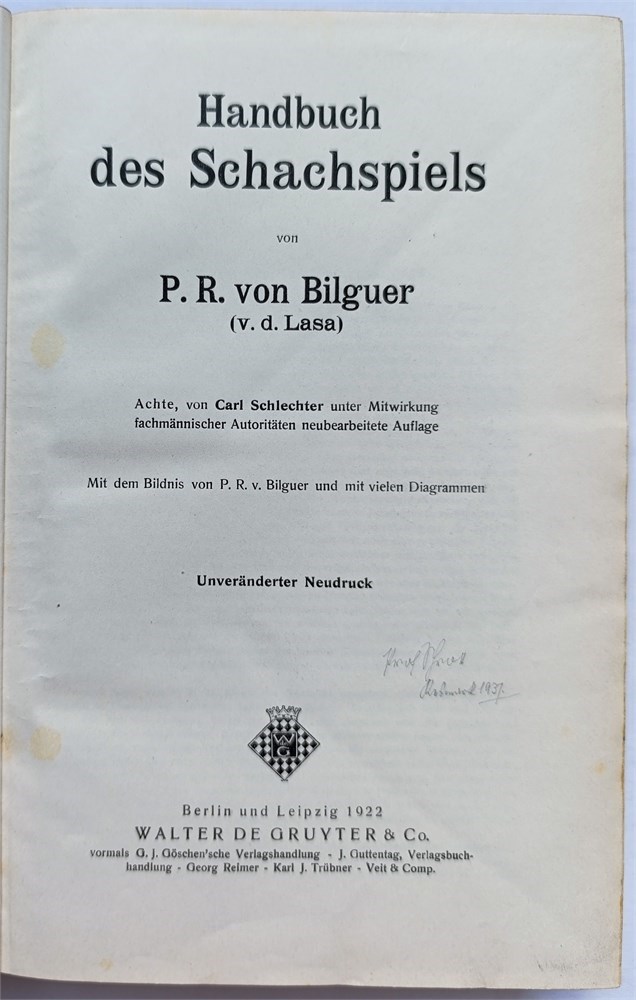 Handbuch
des Schachspiels
von
P. R. von Bilguer
(v. d. Lasa)
Achte, von Carl Schlechter unter Mitwirkung
fachmännischer Autoritäten neubearbeitete Auflage
Mit dem Bildnis von P. R. v. Bilguer und mit vielen Diagrammen
Unveränderter Neudruck
Prof
1937.
W
G
Berlin und Leipzig 1922
WALTER DE GRUYTER & Co.
vormals G. J. Göschen'sche Verlagshandlung - J. Guttentag, Verlagsbuch-
handlung - Georg Reimer - Karl J. Trübner - Veit & Comp.